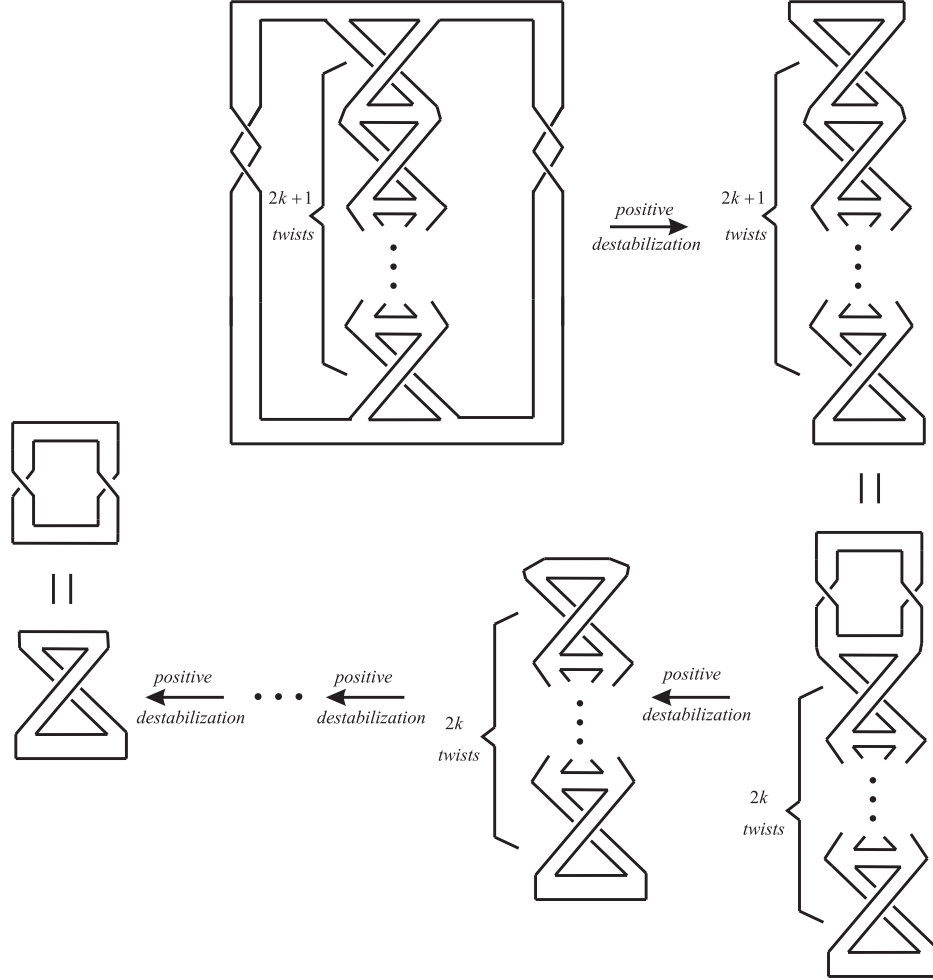 2k+1
twists
positive
destabilization
2k+1
twists
positive
destabilization
positive
destabilization
2k
twists
positive
destabilization
2k
twists